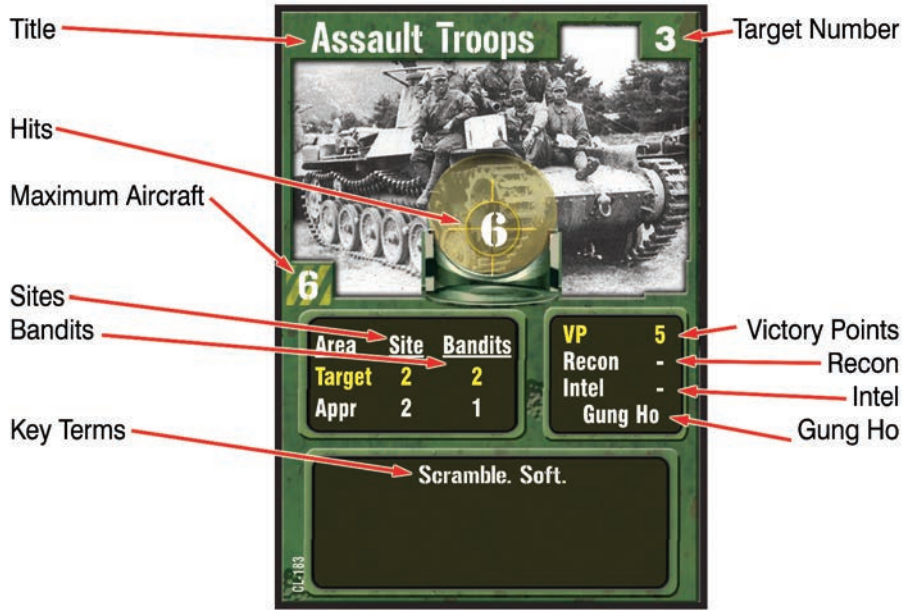 Title
Assault Troops
3
Target Number
Hits
6
Maximum Aircraft
6
Sites
Bandits
Area Site Bandits
Target 2 2
Appr 2 1
VP 5
Recon -
Intel -
Gung Ho
Victory Points
Recon
Intel
Gung Ho
Key Terms
Scramble. Soft.
CL-183